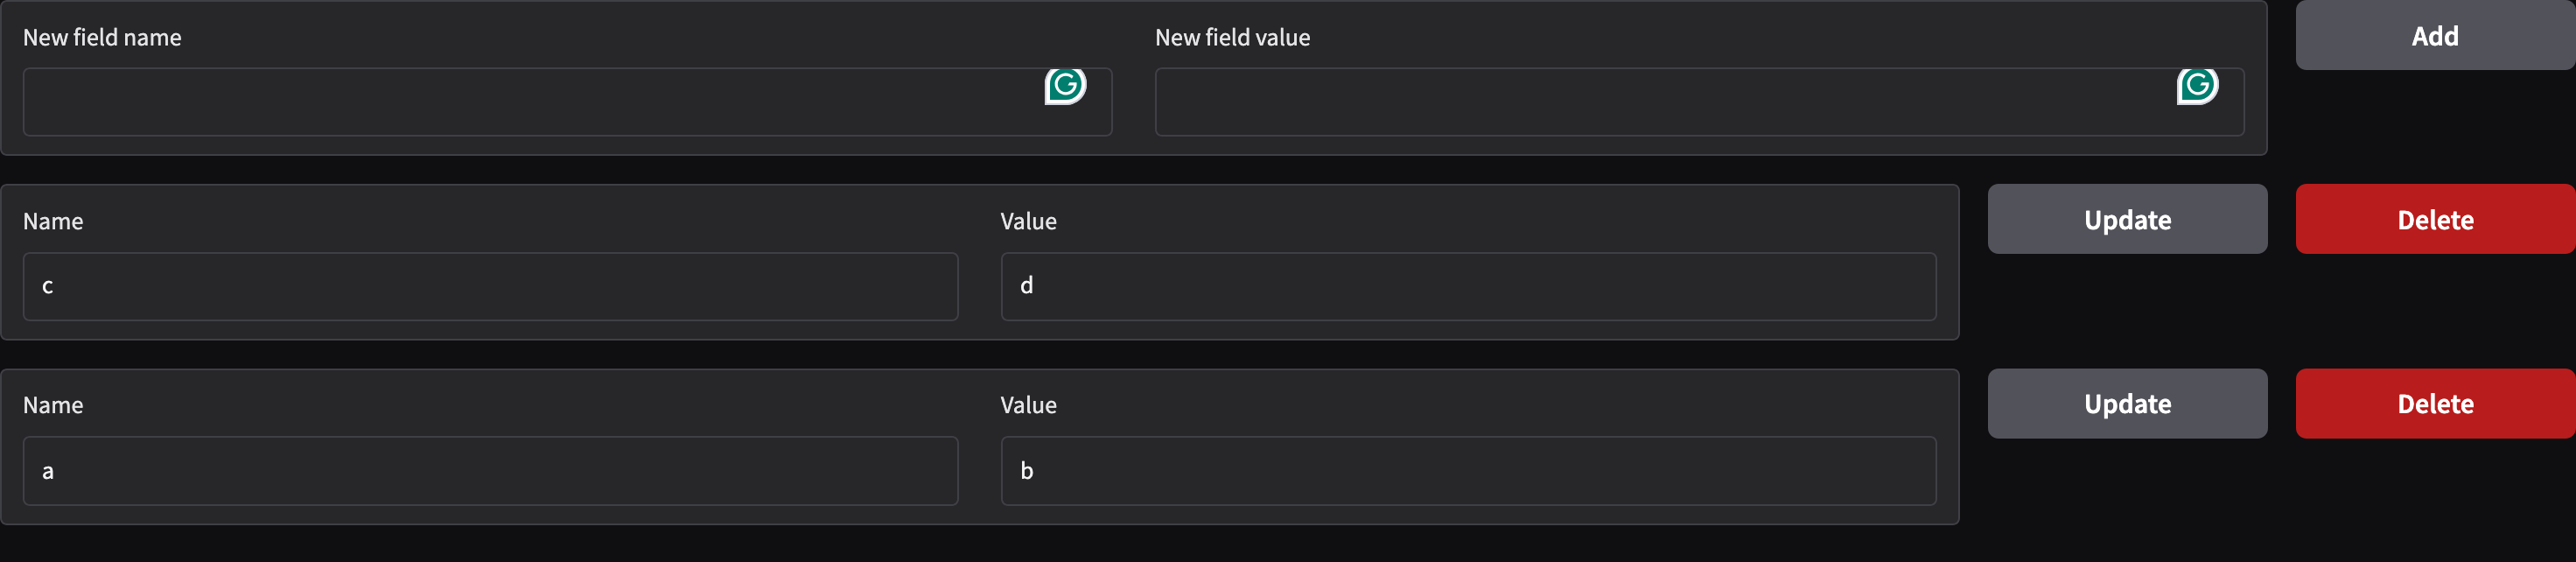 New field name New field value Add
Name Value Update Delete
c d
Name Value Update Delete
a b